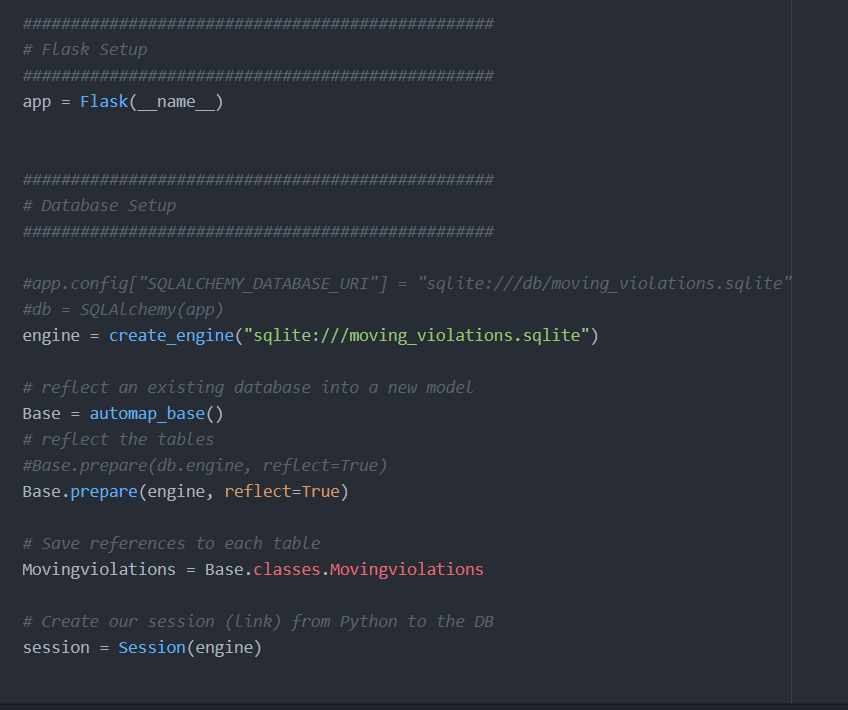 #################################################
# Flask Setup
#################################################
app = Flask(__name__)
#################################################
# Database Setup
#################################################
#app.config["SQLALCHEMY_DATABASE_URI"] = "sqlite:///db/moving_violations.sqlite"
#db = SQLAlchemy(app)
engine = create_engine("sqlite:///moving_violations.sqlite")
# reflect an existing database into a new model
Base = automap_base()
# reflect the tables
#Base.prepare(db.engine, reflect=True)
Base.prepare(engine, reflect=True)
# Save references to each table
Movingviolations = Base.classes.Movingviolations
# Create our session (link) from Python to the DB
session = Session(engine)